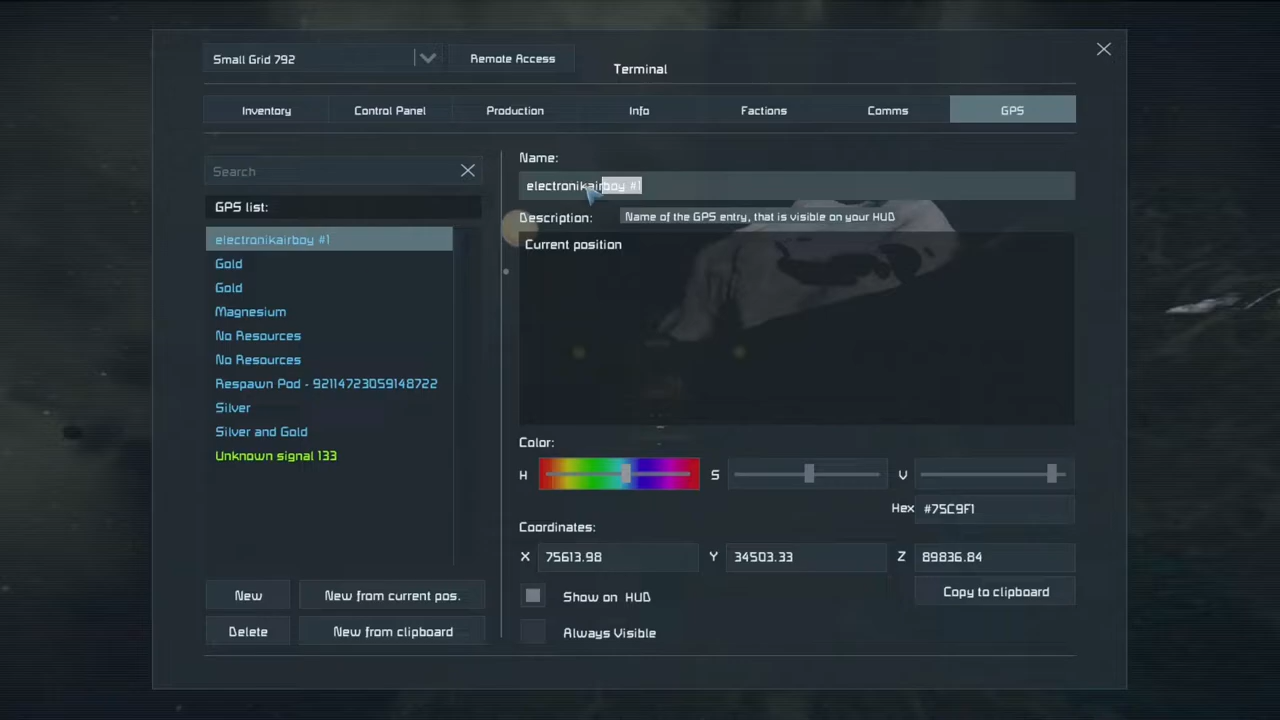 Small Grid 792
Remote Access
Terminal
Inventory
Control Panel
Production
Info
Factions
Comms
GPS
Search
GPS list:
electronikairboy #1
Gold
Gold
Magnesium
No Resources
No Resources
Respawn Pod - 92114723059148722
Silver
Silver and Gold
Unknown signal 133
New
New from current pos.
Delete
New from clipboard
Name:
electronikairboy #1
Description:
Name of the GPS entry, that is visible on your HUD
Current position
Color:
H
S
V
Hex #75C9F1
Coordinates:
X 75613.98
Y 34503.33
Z 89836.84
Show on HUD
Copy to clipboard
Always Visible